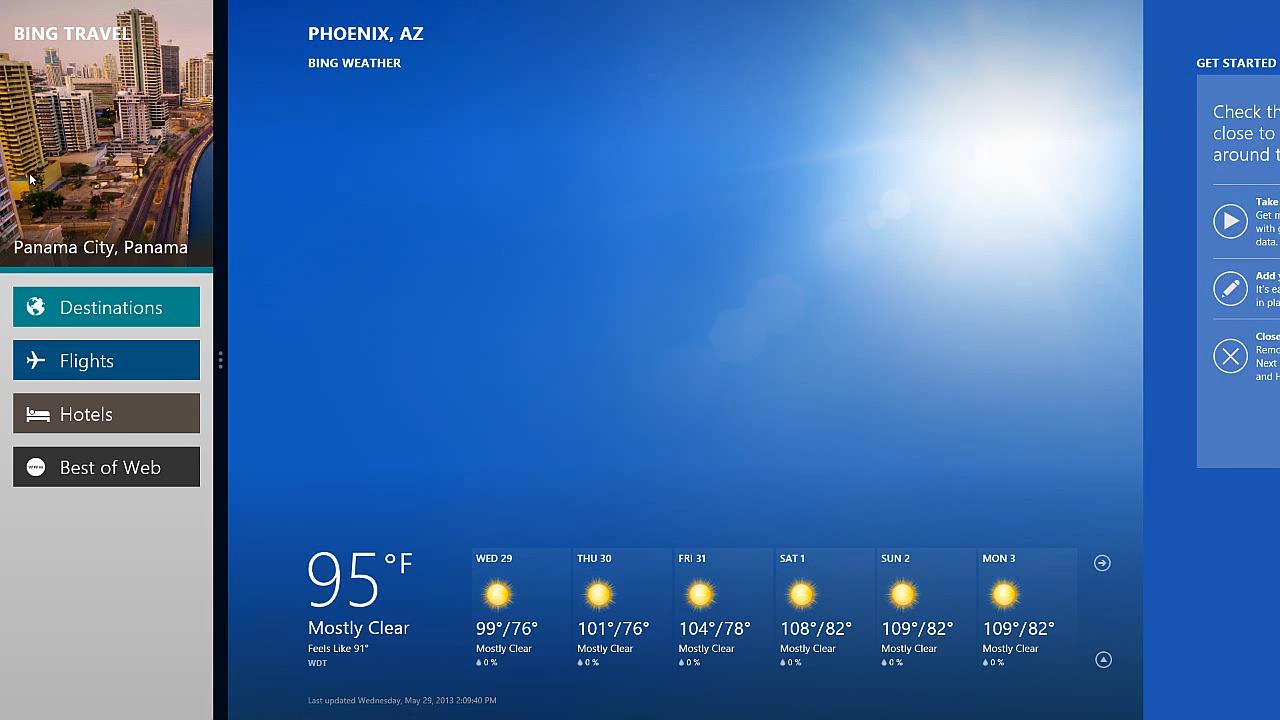 BING TRAVEL
Panama City, Panama
Destinations
Flights
Hotels
Best of Web
PHOENIX, AZ
BING WEATHER
95°F
Mostly Clear
Feels Like 91°
WDT
WED 29
99°/76°
Mostly Clear
0 %
THU 30
101°/76°
Mostly Clear
0 %
FRI 31
104°/78°
Mostly Clear
0 %
SAT 1
108°/82°
Mostly Clear
0 %
SUN 2
109°/82°
Mostly Clear
0 %
MON 3
109°/82°
Mostly Clear
0 %
Last updated Wednesday, May 29, 2013 2:09:40 PM
GET STARTED
Check th
close to
around t
Take
Get m
with g
data.
Add y
It's ea
in pla
Close
Remo
Next
and H